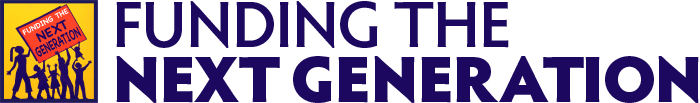 FUNDING THE
NEXT
GENERATION
FUNDING THE
NEXT GENERATION